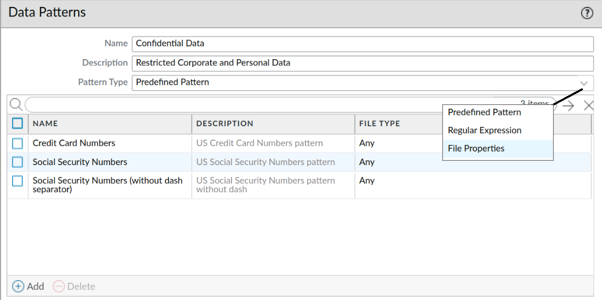 Data Patterns
Name Confidential Data
Description Restricted Corporate and Personal Data
Pattern Type Predefined Pattern
3 items
Predefined Pattern
Regular Expression
File Properties
NAME DESCRIPTION FILE TYPE
Credit Card Numbers US Credit Card Numbers pattern Any
Social Security Numbers US Social Security Numbers pattern Any
Social Security Numbers (without dash US Social Security Numbers pattern Any
separator) without dash
Add Delete